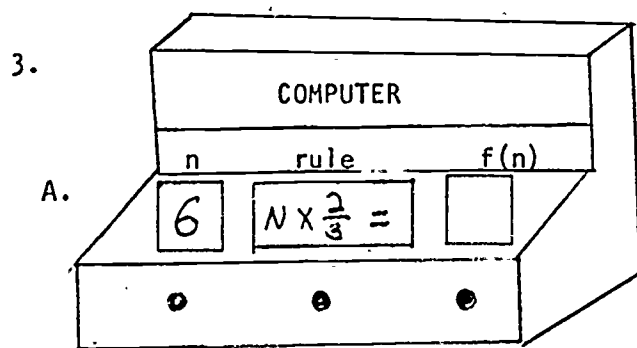 3.
COMPUTER
n rule f(n)
A.
6 N × 2/3 =